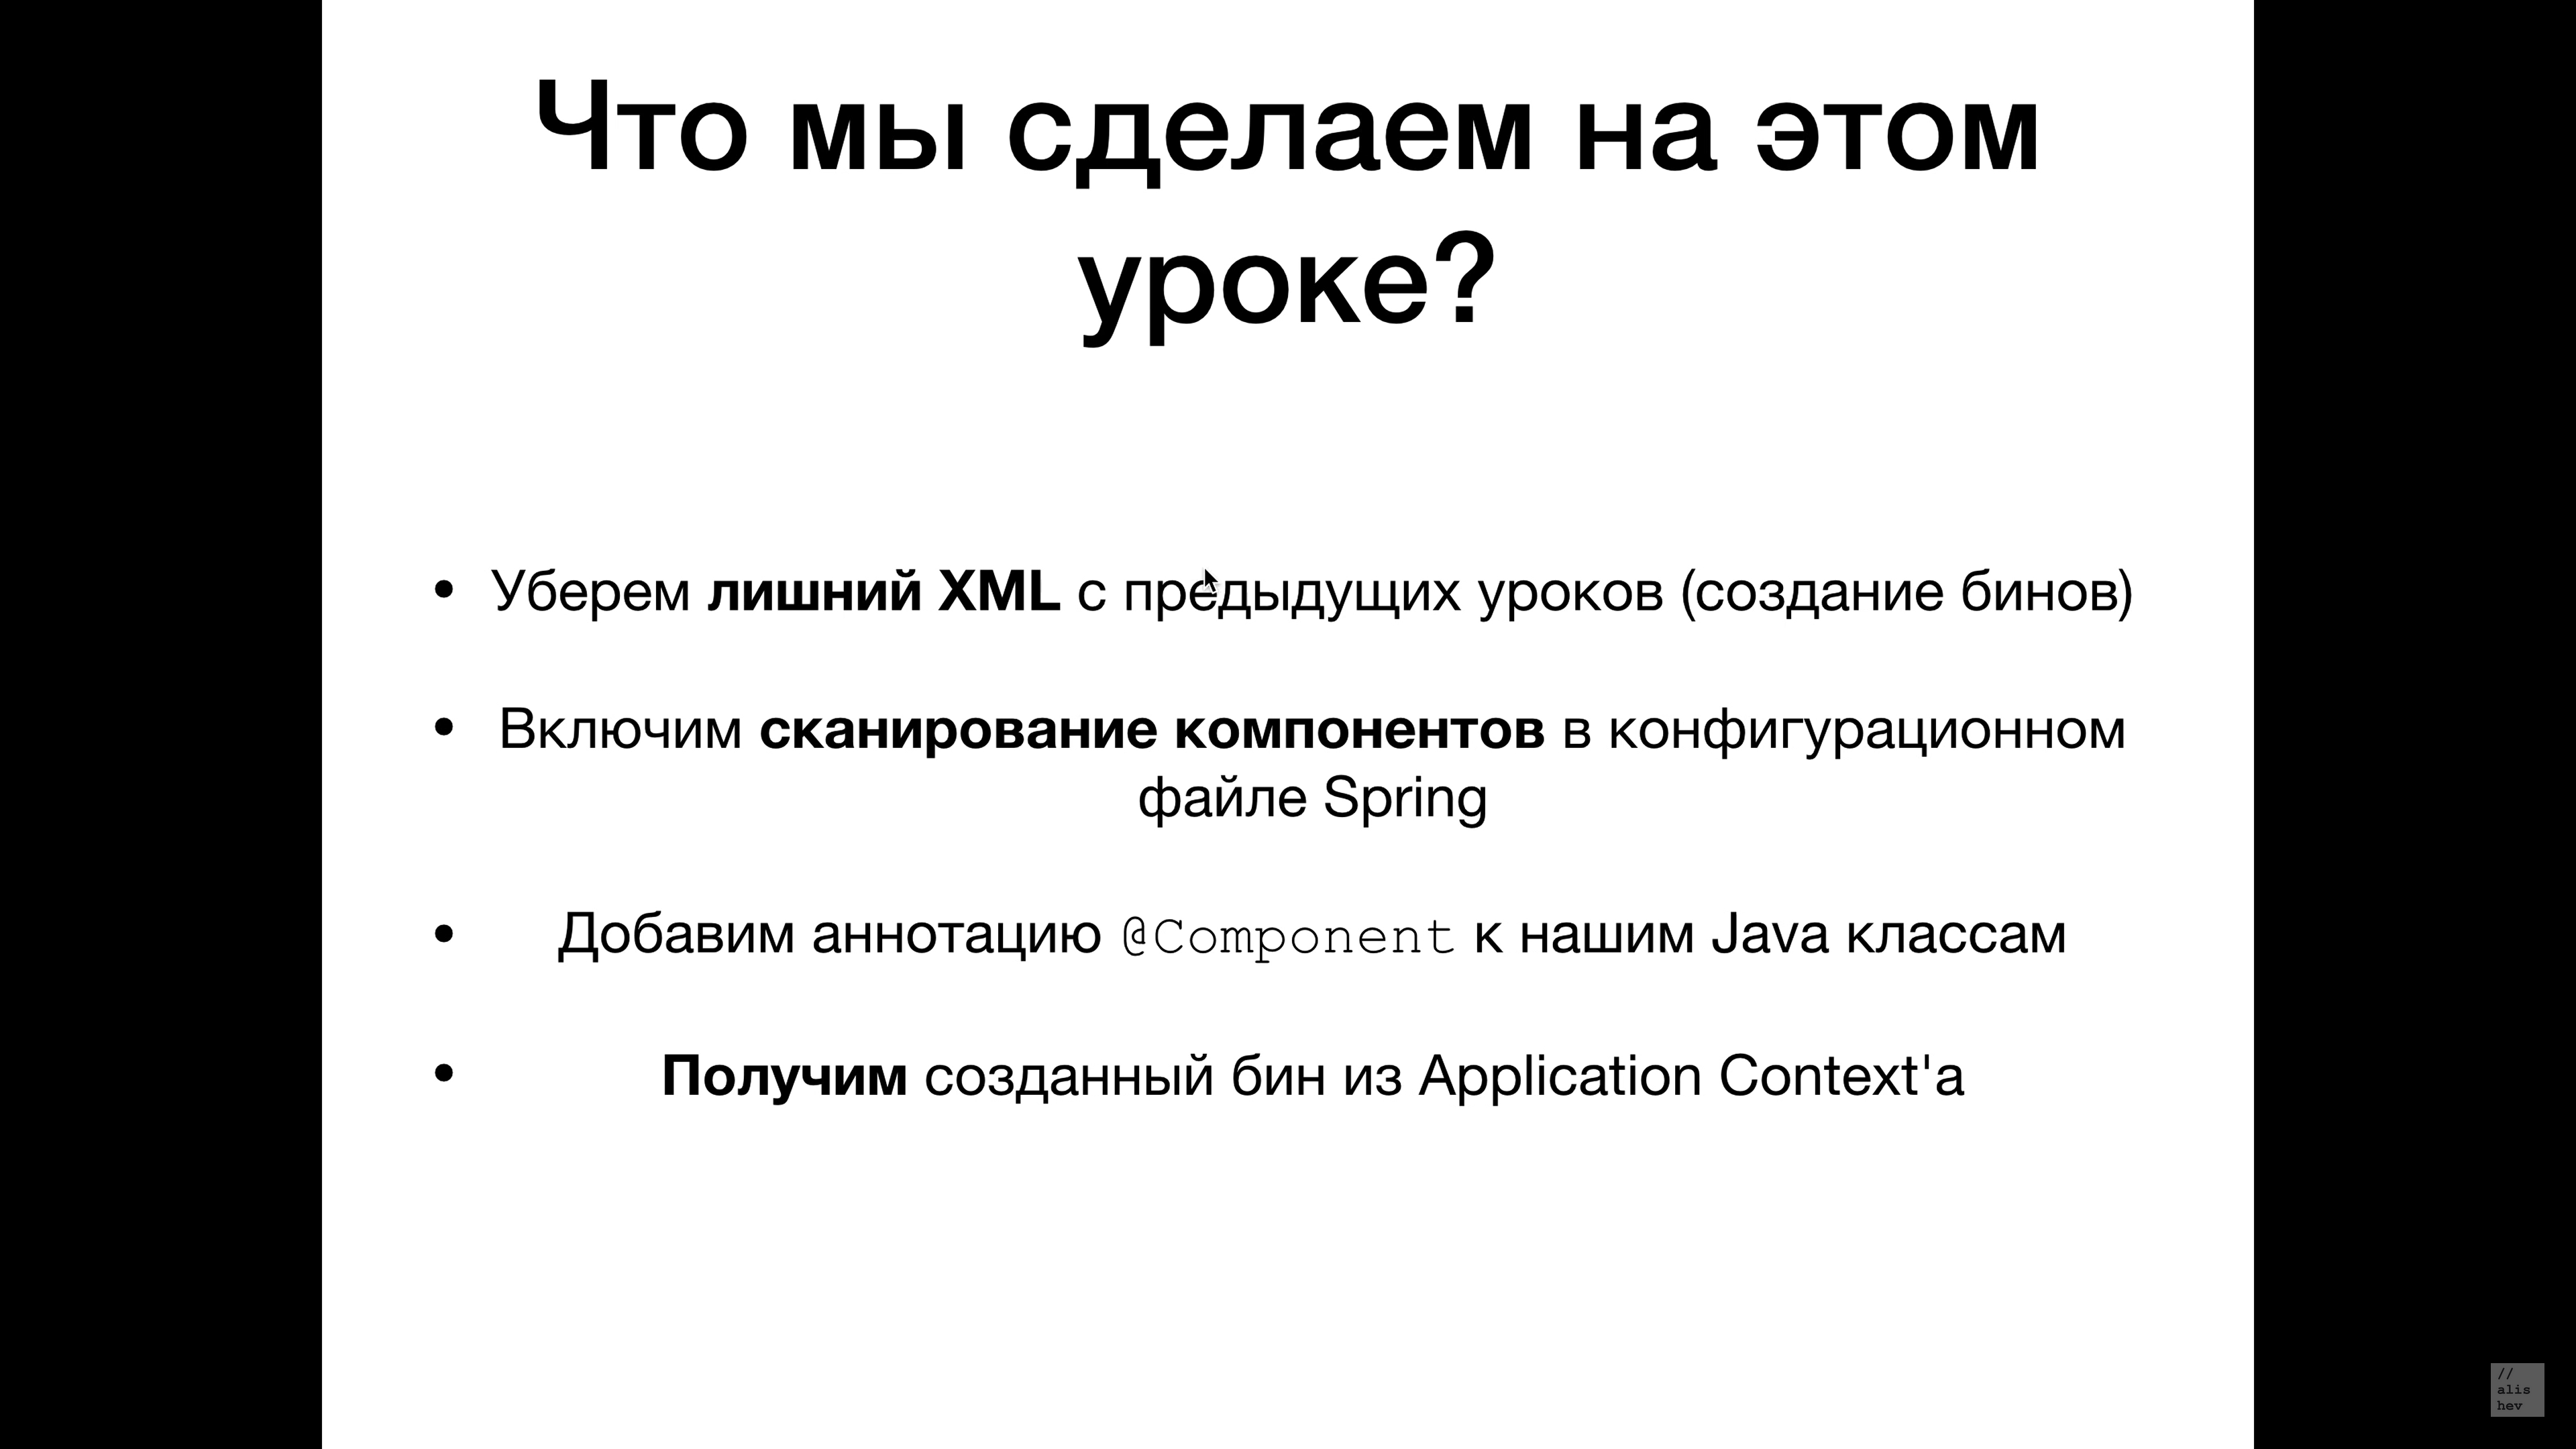 Что мы сделаем на этом
уроке?
• Уберем лишний XML с предыдущих уроков (создание бинов)
• Включим сканирование компонентов в конфигурационном
файле Spring
• Добавим аннотацию @Component к нашим Java классам
• Получим созданный бин из Application Context'а
//
alis
hev